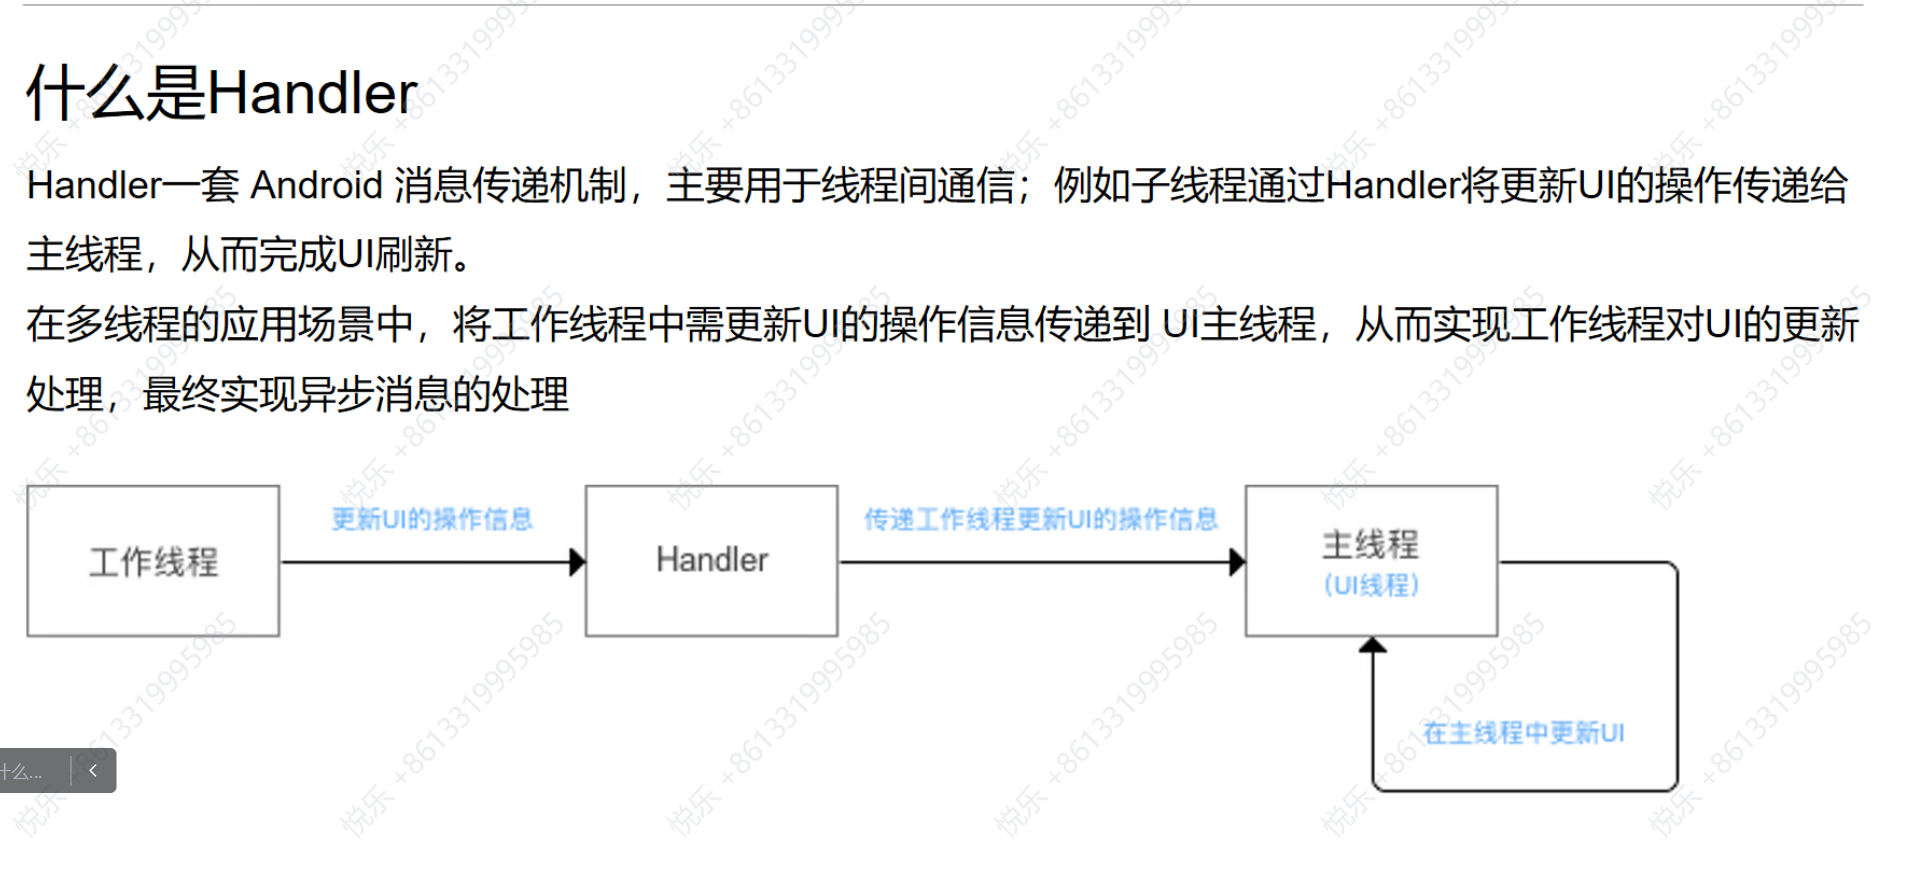 什么是Handler
Handler一套 Android 消息传递机制，主要用于线程间通信；例如子线程通过Handler将更新UI的操作传递给
主线程，从而完成UI刷新。
在多线程的应用场景中，将工作线程中需更新UI的操作信息传递到 UI主线程，从而实现工作线程对UI的更新
处理，最终实现异步消息的处理
工作线程
更新UI的操作信息
Handler
传递工作线程更新UI的操作信息
主线程
（UI线程）
在主线程中更新UI
什么...
悦乐 +8613319995985